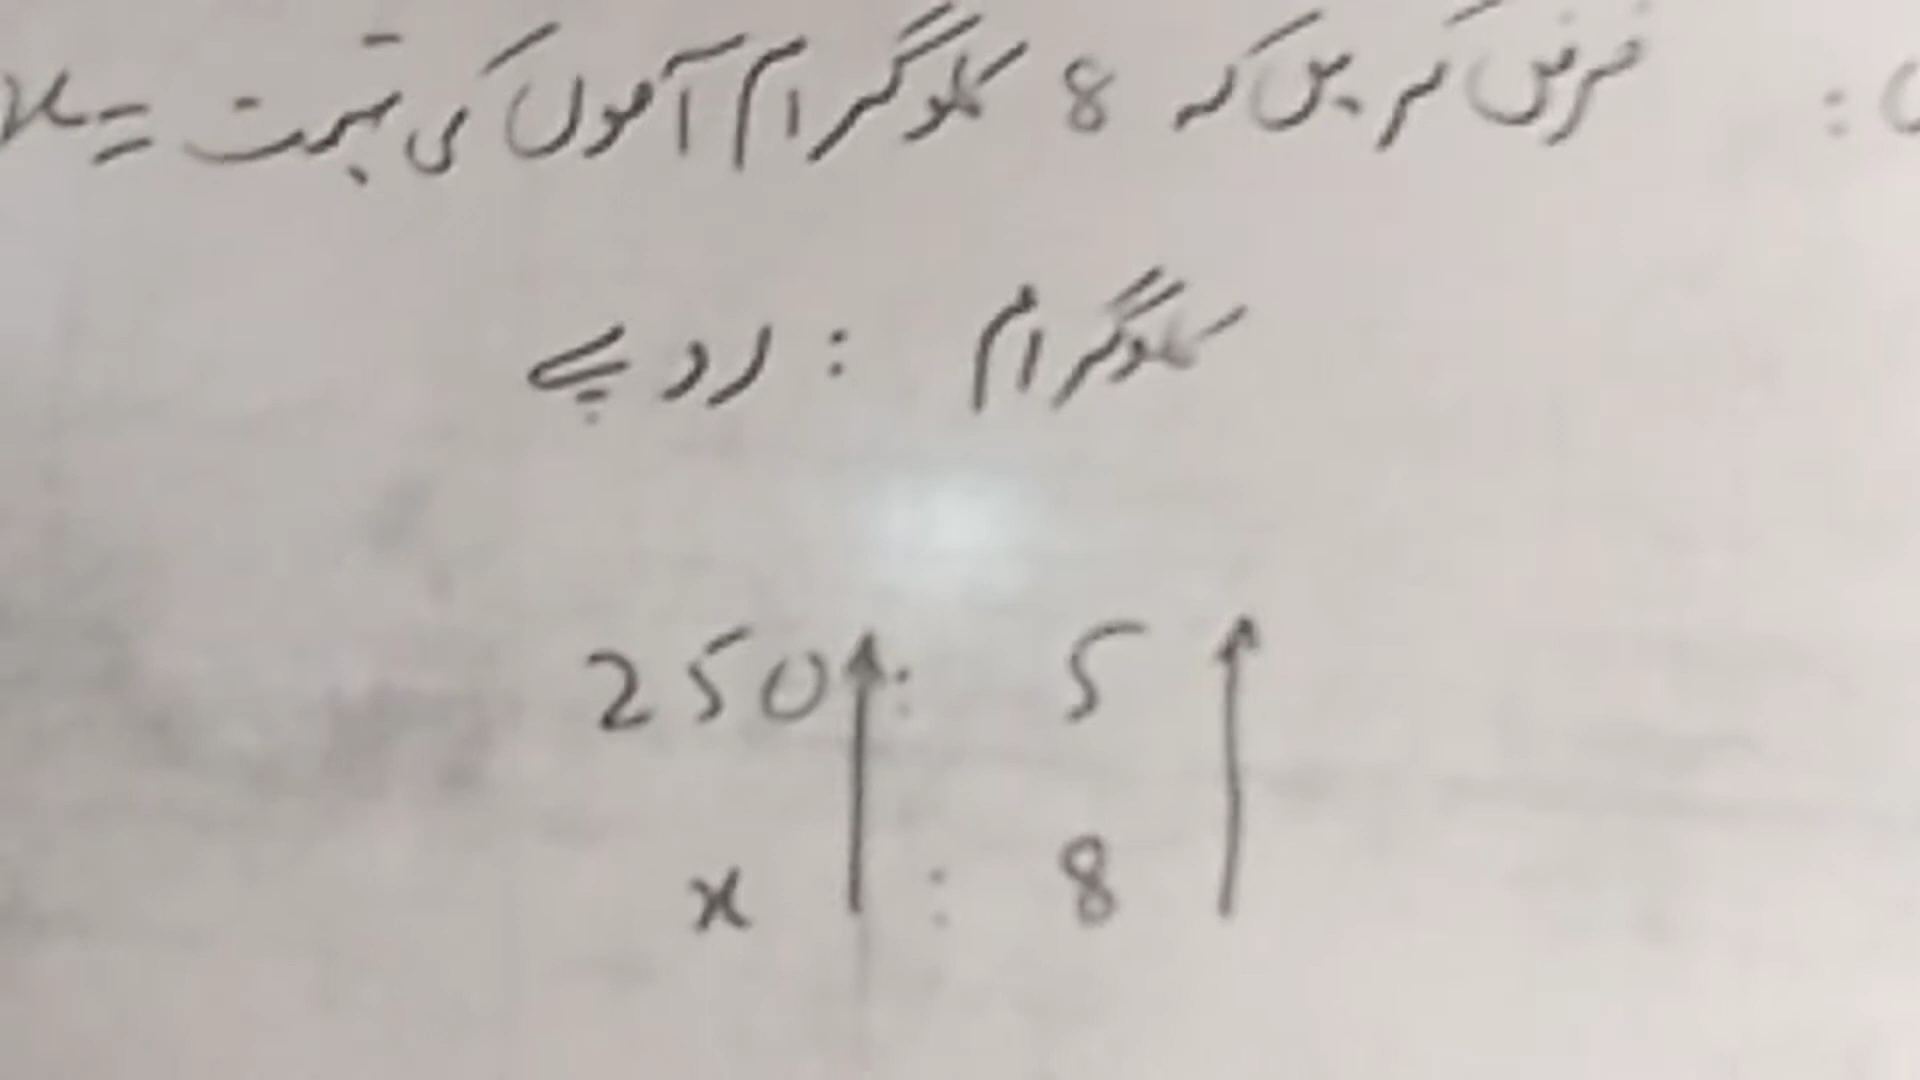 فرض کریں کہ 8 کلوگرام آموں کی قیمت = x
کلوگرام : روپے
250 : 5
x : 8